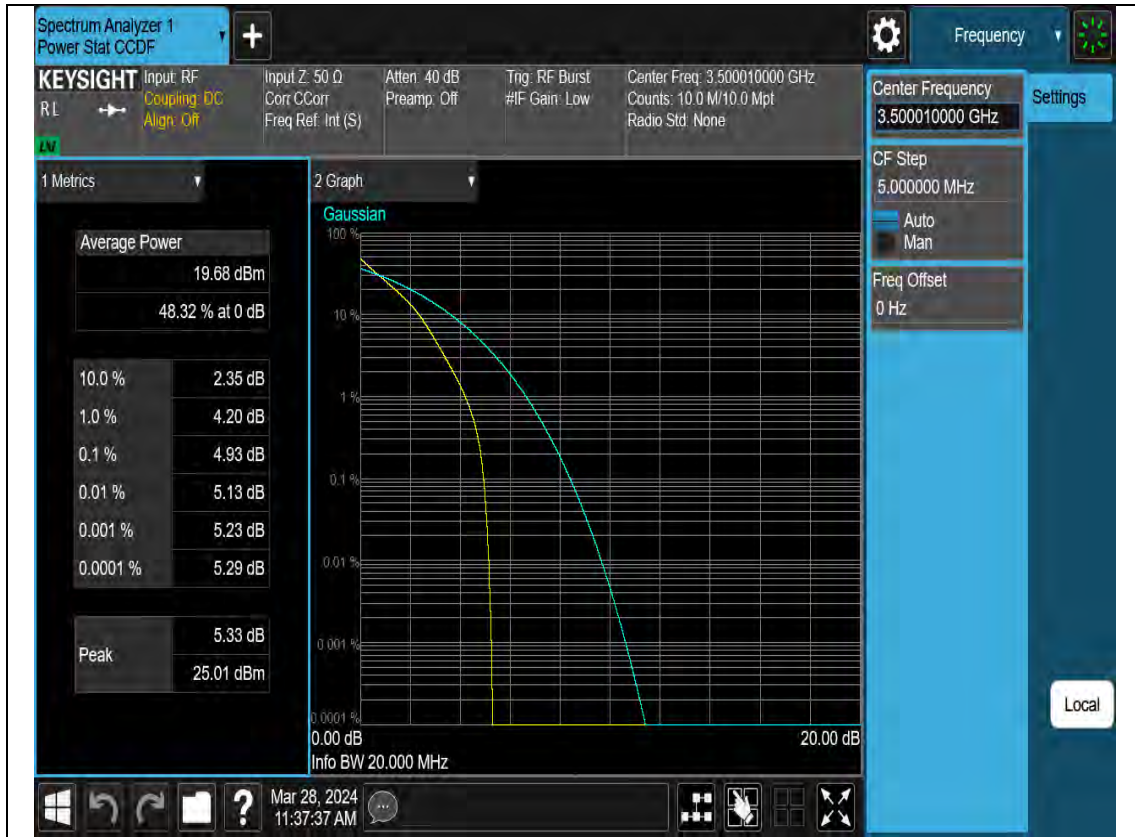 Spectrum Analyzer 1
Power Stat CCDF
Frequency
KEYSIGHT
RL
LNI
Input: RF
Coupling: DC
Align: Off
Input Z: 50 Ω
Corr CCorr
Freq Ref: Int (S)
Atten: 40 dB
Preamp: Off
Trig: RF Burst
#IF Gain: Low
Center Freq: 3.500010000 GHz
Counts: 10.0 M/10.0 Mpt
Radio Std: None
1 Metrics
Average Power
19.68 dBm
48.32 % at 0 dB
10.0 % 2.35 dB
1.0 % 4.20 dB
0.1 % 4.93 dB
0.01 % 5.13 dB
0.001 % 5.23 dB
0.0001 % 5.29 dB
Peak
5.33 dB
25.01 dBm
2 Graph
Gaussian
100 %
10 %
1 %
0.1 %
0.01 %
0.001 %
0.0001 %
0.00 dB 20.00 dB
Info BW 20.000 MHz
Center Frequency
3.500010000 GHz
Settings
CF Step
5.000000 MHz
Auto
Man
Freq Offset
0 Hz
Local
?
Mar 28, 2024
11:37:37 AM